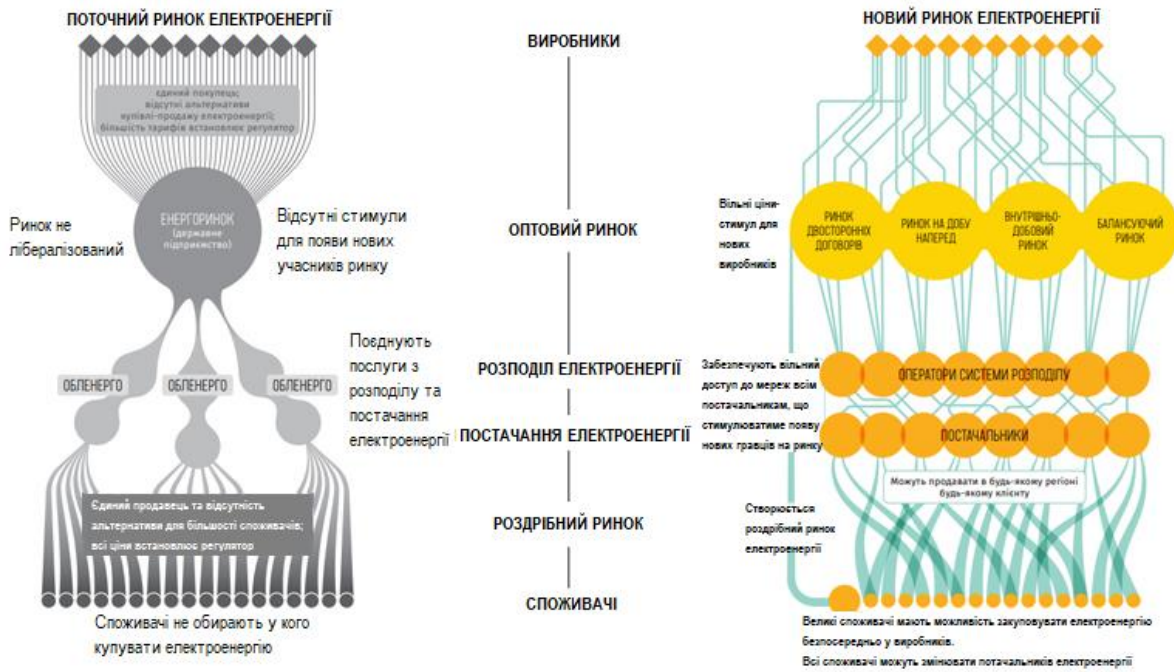 ПОТОЧНИЙ РИНОК ЕЛЕКТРОЕНЕРГІЇ
єдиний покупець;
відсутні альтернативи
купівлі-продажу електроенергії;
більшість тарифів встановлює регулятор
Ринок не
лібералізований
ЕНЕРГОРИНОК
(державне
підприємство)
Відсутні стимули
для появи нових
учасників ринку
ОБЛЕНЕРГО
ОБЛЕНЕРГО
ОБЛЕНЕРГО
Поєднують
послуги з
розподілу та
постачання
електроенергії
Єдиний продавець та відсутність
альтернативи для більшості споживачів;
всі ціни встановлює регулятор
Споживачі не обирають у кого
купувати електроенергію
ВИРОБНИКИ
ОПТОВИЙ РИНОК
РОЗПОДІЛ ЕЛЕКТРОЕНЕРГІЇ
ПОСТАЧАННЯ ЕЛЕКТРОЕНЕРГІЇ
РОЗДРІБНИЙ РИНОК
СПОЖИВАЧІ
НОВИЙ РИНОК ЕЛЕКТРОЕНЕРГІЇ
Вільні ціни-
стимул для
нових
виробників
РИНОК
ДВОСТОРОННІХ
ДОГОВОРІВ
РИНОК НА ДОБУ
НАПЕРЕД
ВНУТРІШНЬО-
ДОБОВИЙ
РИНОК
БАЛАНСУЮЧИЙ
РИНОК
Забезпечують вільний
доступ до мереж всім
постачальникам, що
стимулюватиме появу
нових гравців на ринку
ОПЕРАТОРИ СИСТЕМИ РОЗПОДІЛУ
ПОСТАЧАЛЬНИКИ
Можуть продавати в будь-якому регіоні
будь-якому клієнту
Створюється
роздрібний ринок
електроенергії
Великі споживачі мають можливість закуповувати електроенергію
безпосередньо у виробників.
Всі споживачі можуть змінювати потачальників електроенергії